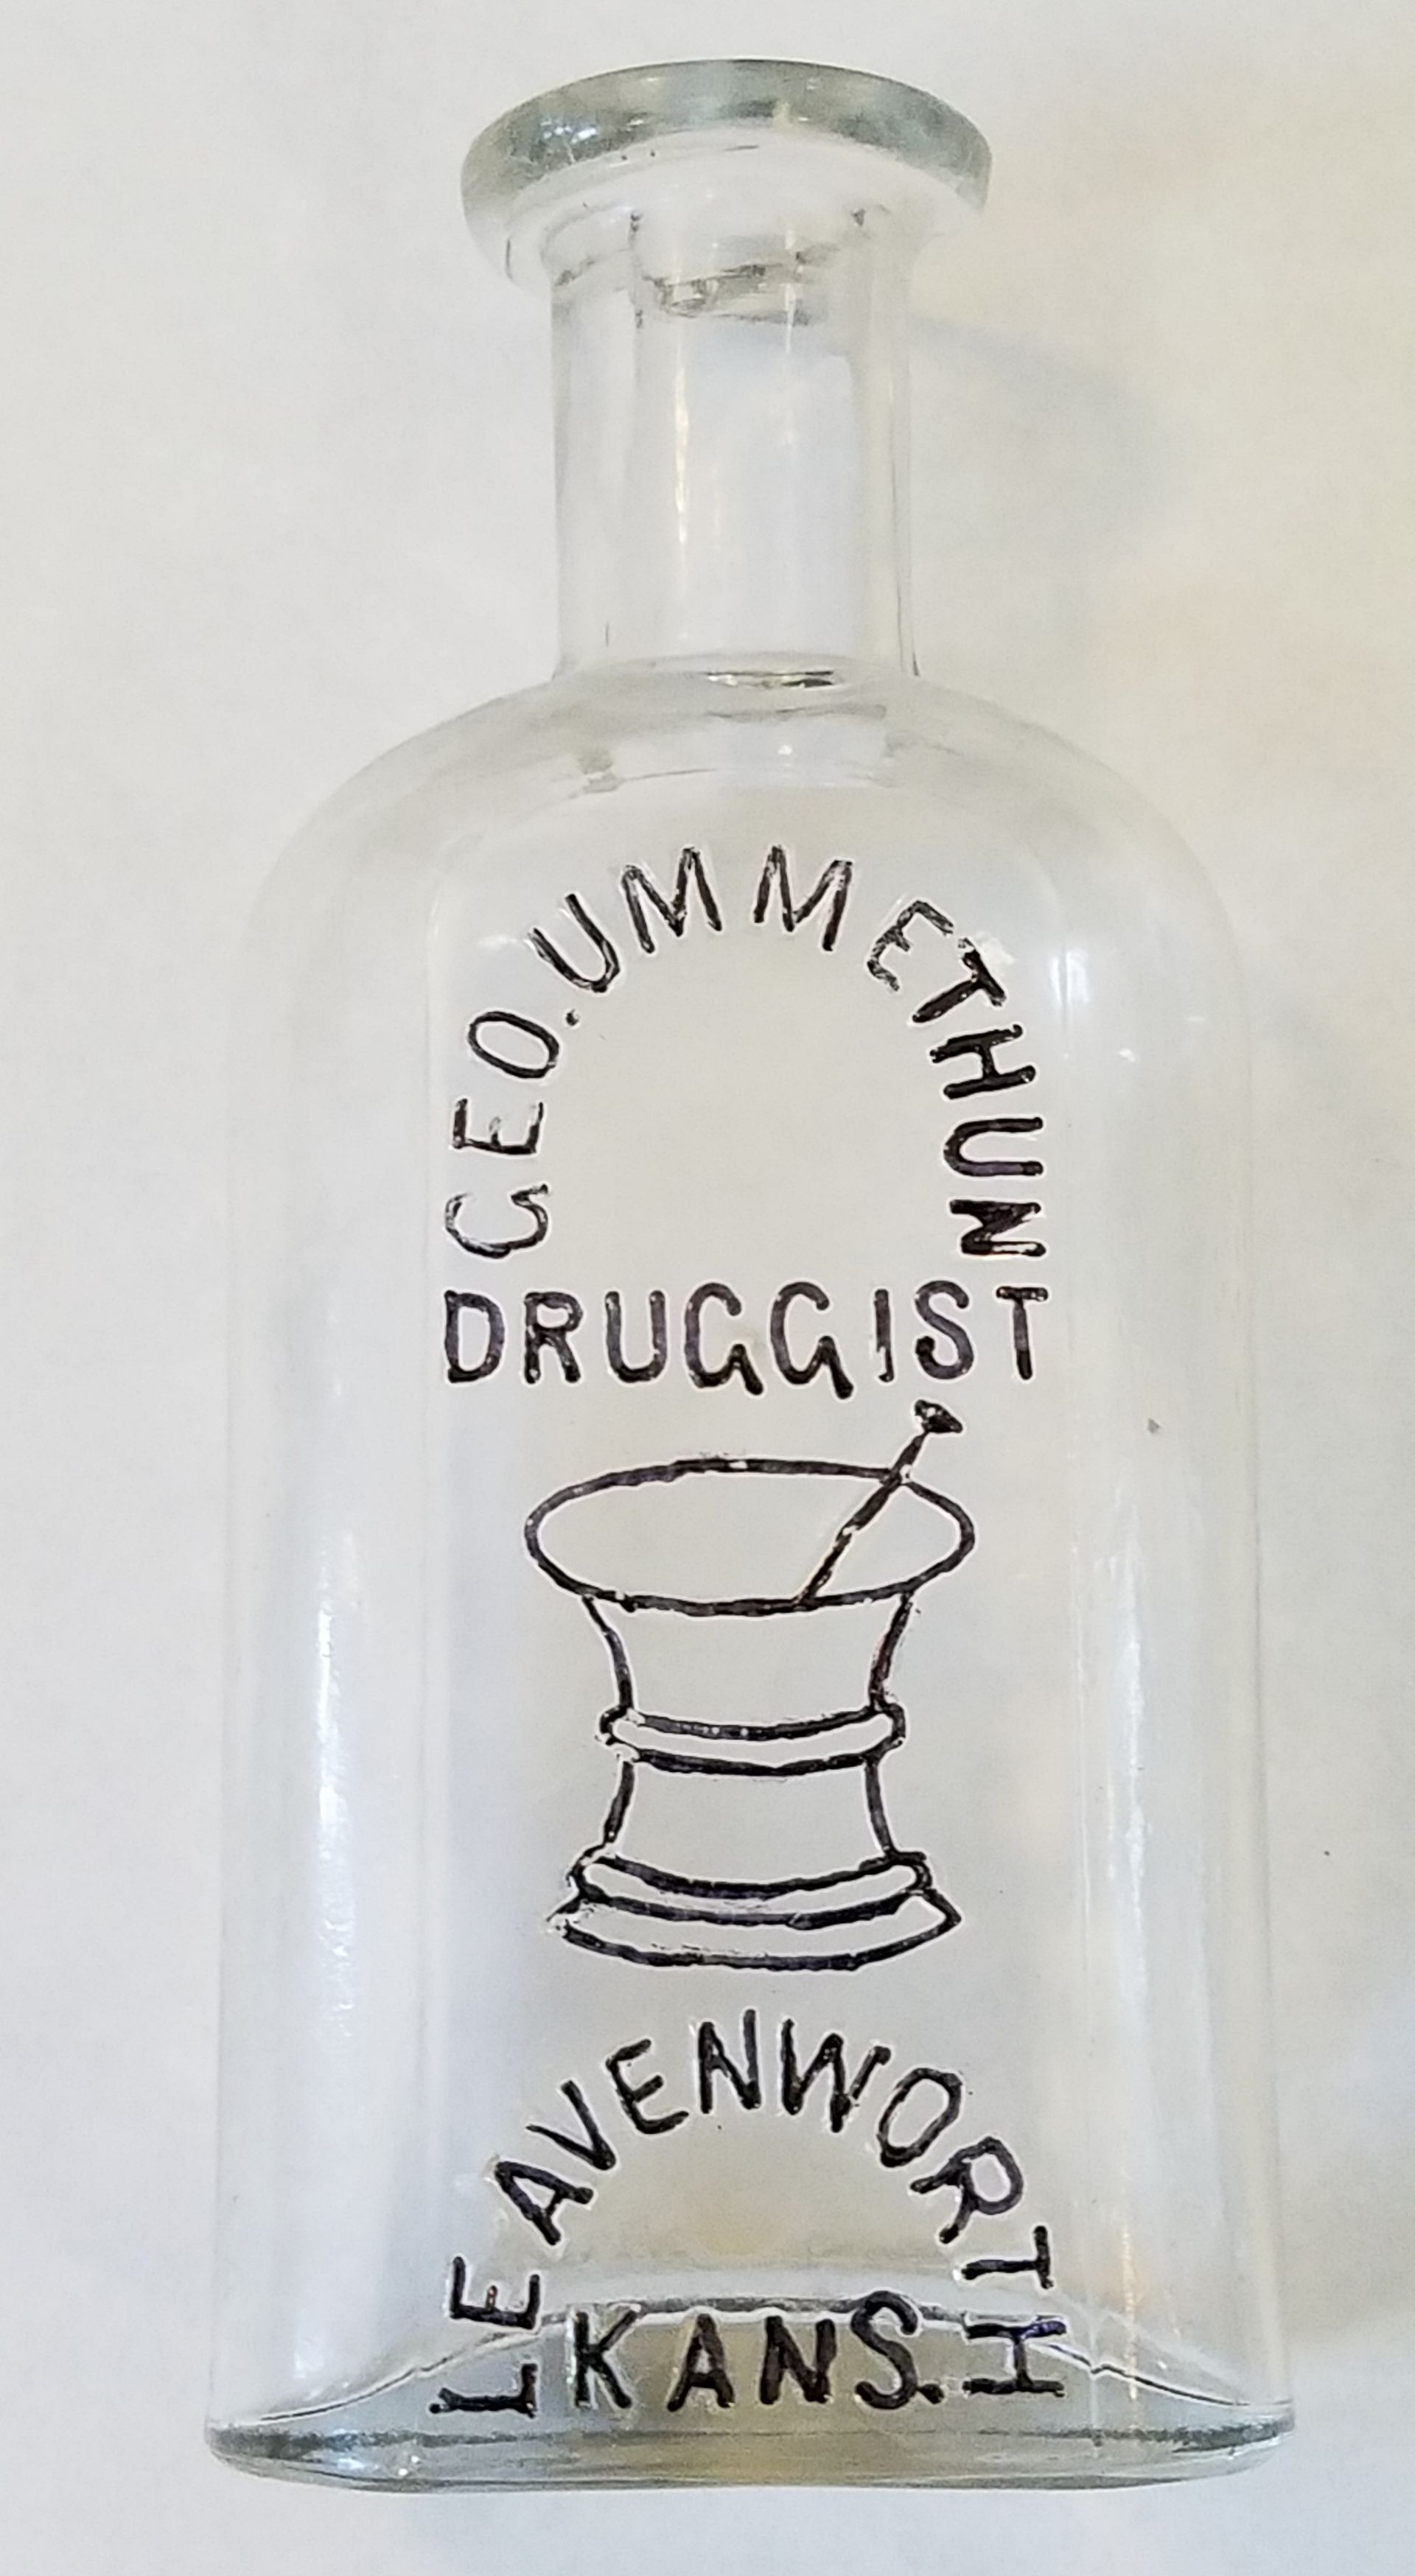 GEO. UMMETHUN
DRUGGIST
LEAVENWORTH
KANS.